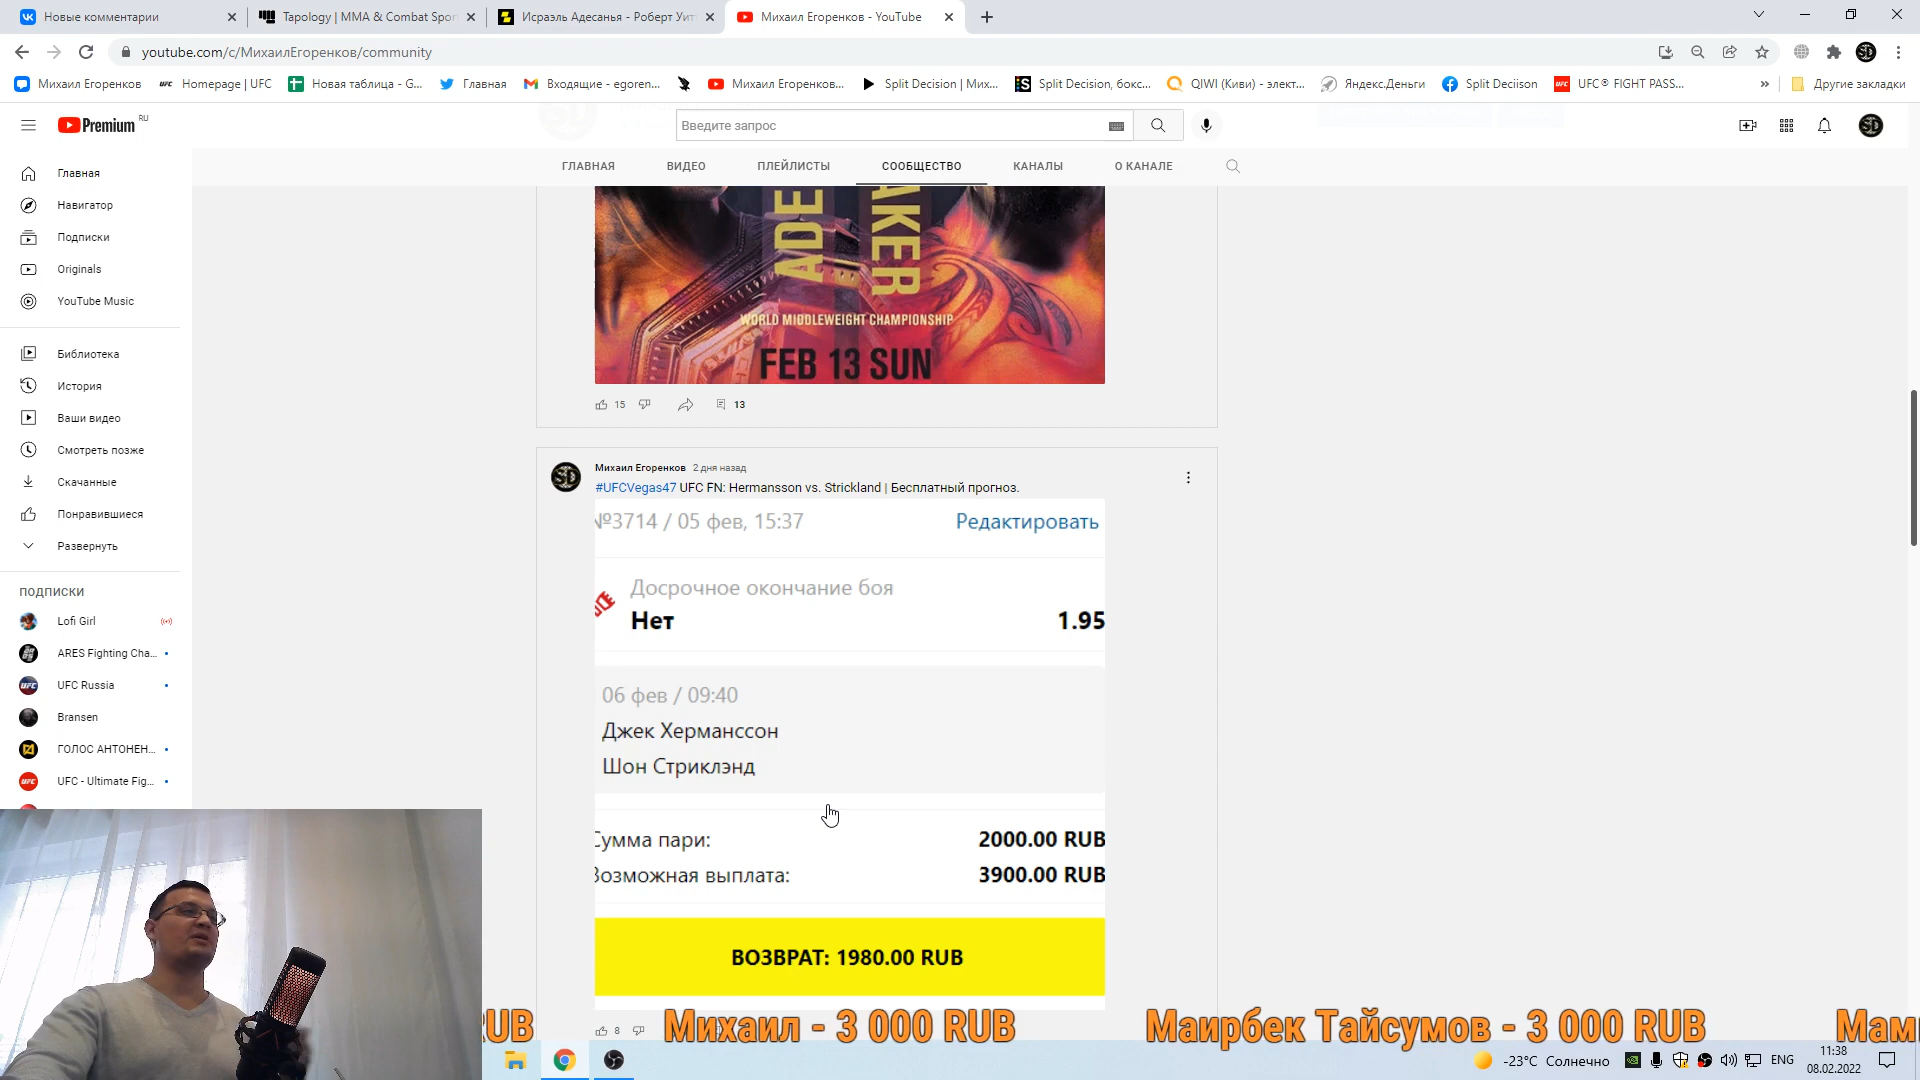 Новые комментарии
Tapology | MMA & Combat Spor
Исраэль Адесанья - Роберт Уит
Михаил Егоренков - YouTube
youtube.com/c/МихаилЕгоренков/community
Михаил Егоренков
Homepage | UFC
Новая таблица - G...
Главная
Входящие - egoren...
Михаил Егоренков...
Split Decision | Мих...
Split Decision, бокс...
QIWI (Киви) - элект...
Яндекс.Деньги
Split Deciison
UFC® FIGHT PASS...
»
Другие закладки
Premium RU
Введите запрос
ГЛАВНАЯ
ВИДЕО
ПЛЕЙЛИСТЫ
СООБЩЕСТВО
КАНАЛЫ
О КАНАЛЕ
Главная
Навигатор
Подписки
Originals
YouTube Music
Библиотека
История
Ваши видео
Смотреть позже
Скачанные
Понравившиеся
Развернуть
ПОДПИСКИ
Lofi Girl
ARES Fighting Cha...
UFC Russia
Bransen
ГОЛОС АНТОНЕН...
UFC - Ultimate Fig...
ADE
AKER
WORLD MIDDLEWEIGHT CHAMPIONSHIP
FEB 13 SUN
15
13
Михаил Егоренков 2 дня назад
#UFCVegas47 UFC FN: Hermansson vs. Strickland | Бесплатный прогноз.
№3714 / 05 фев, 15:37
Редактировать
Досрочное окончание боя
Нет
1.95
06 фев / 09:40
Джек Херманссон
Шон Стриклэнд
Сумма пари:
2000.00 RUB
Возможная выплата:
3900.00 RUB
ВОЗВРАТ: 1980.00 RUB
8
RUB
Михаил - 3 000 RUB
Маирбек Тайсумов - 3 000 RUB
Мам
-23°C Солнечно
ENG
11:38
08.02.2022